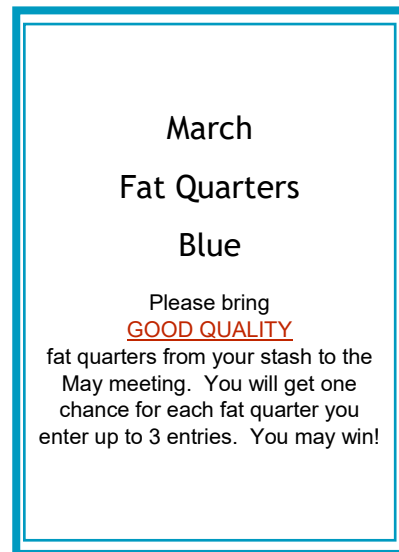 March
Fat Quarters
Blue
Please bring
GOOD QUALITY
fat quarters from your stash to the
May meeting.  You will get one
chance for each fat quarter you
enter up to 3 entries.  You may win!